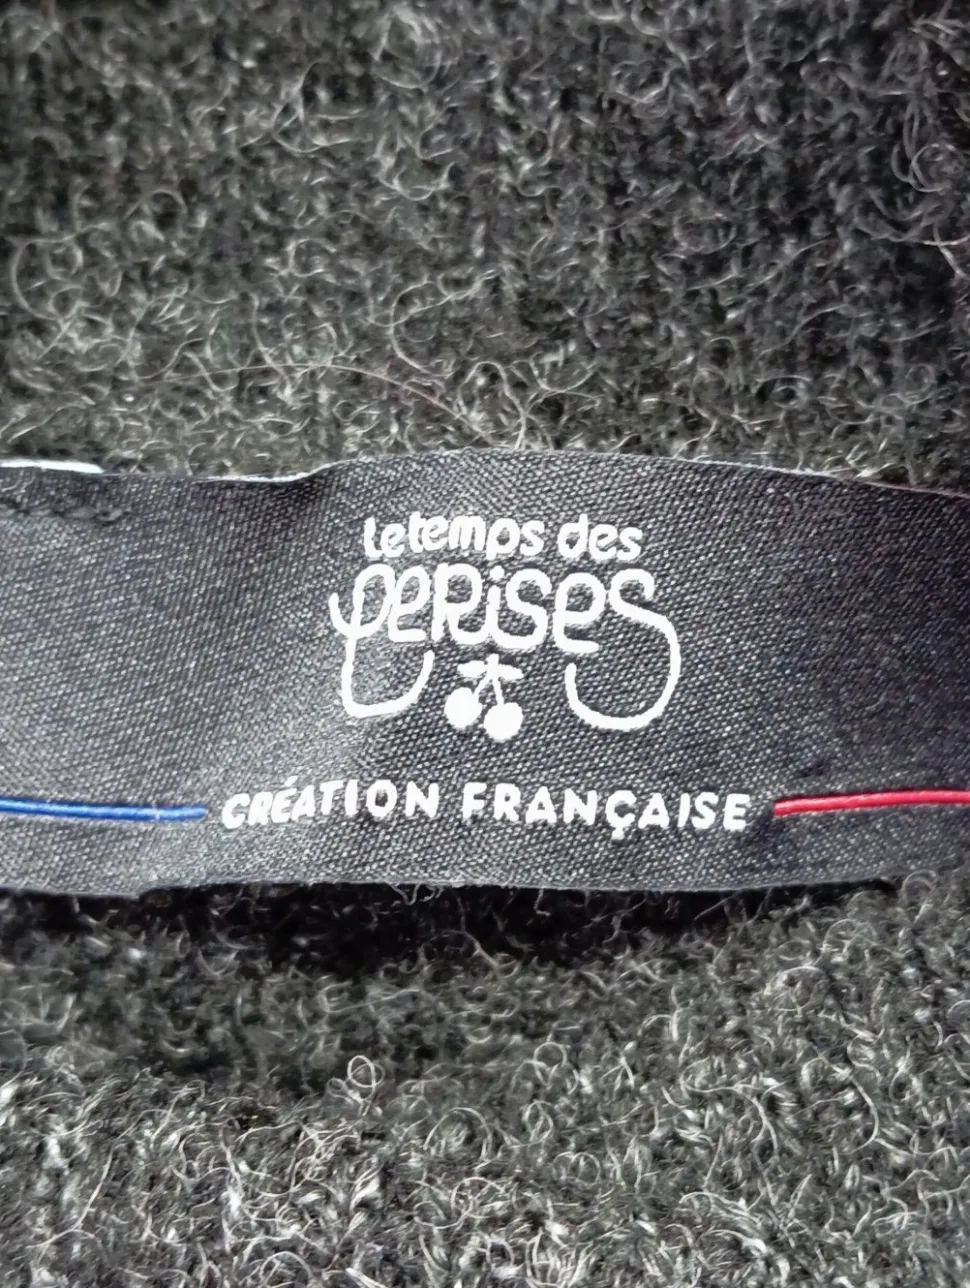 le temps des
CeRises
CRÉATION FRANÇAISE